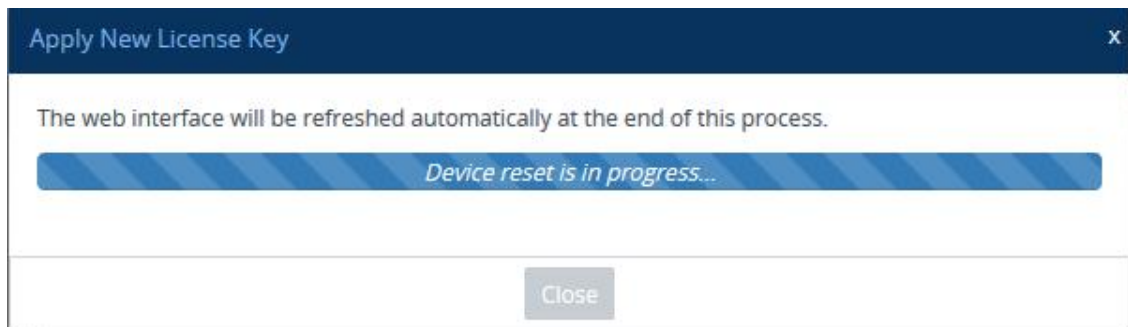 Apply New License Key
x
The web interface will be refreshed automatically at the end of this process.
Device reset is in progress...
Close